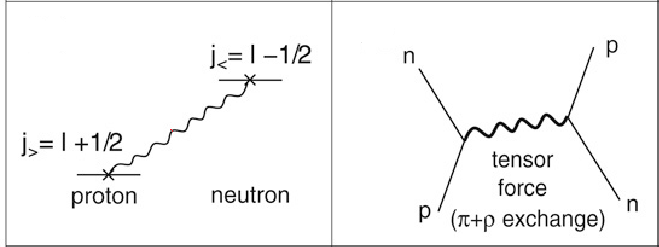 j<= l −1/2
j>= l +1/2
proton
neutron
n
p
tensor
force
(π+ρ exchange)
p
n